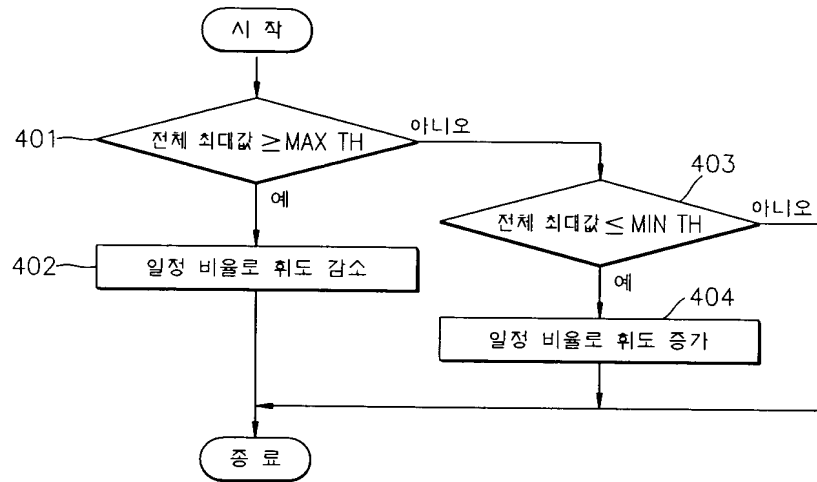 시 작
401
전체 최대값 ≥ MAX TH
아니오
예
402
일정 비율로 휘도 감소
403
전체 최대값 ≤ MIN TH
아니오
예
404
일정 비율로 휘도 증가
종 료